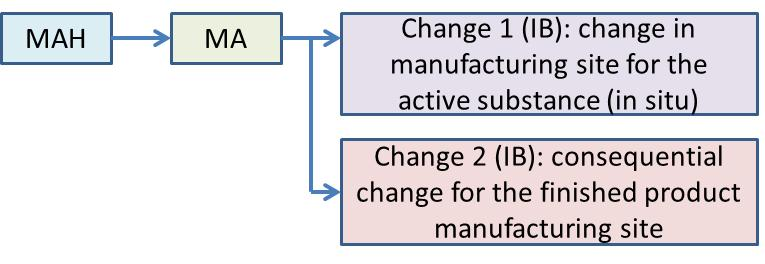 MAH
MA
Change 1 (IB): change in
manufacturing site for the
active substance (in situ)
Change 2 (IB): consequential
change for the finished product
manufacturing site